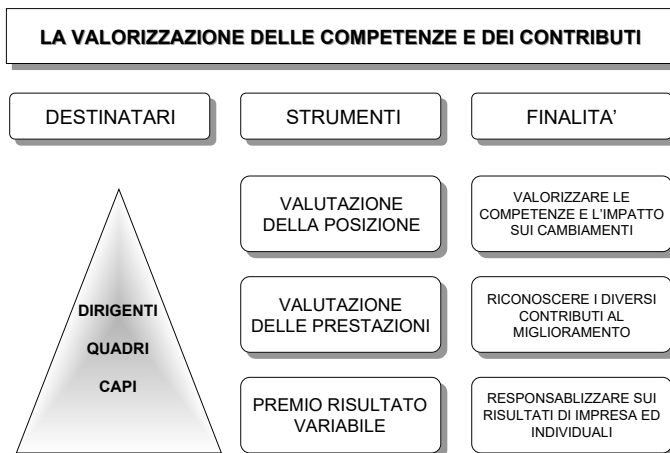 LA VALORIZZAZIONE DELLE COMPETENZE E DEI CONTRIBUTI
DESTINATARI
STRUMENTI
FINALITA'
DIRIGENTI
QUADRI
CAPI
VALUTAZIONE
DELLA POSIZIONE
VALORIZZARE LE
COMPETENZE E L'IMPATTO
SUI CAMBIAMENTI
VALUTAZIONE
DELLE PRESTAZIONI
RICONOSCERE I DIVERSI
CONTRIBUTI AL
MIGLIORAMENTO
PREMIO RISULTATO
VARIABILE
RESPONSABLIZZARE SUI
RISULTATI DI IMPRESA ED
INDIVIDUALI